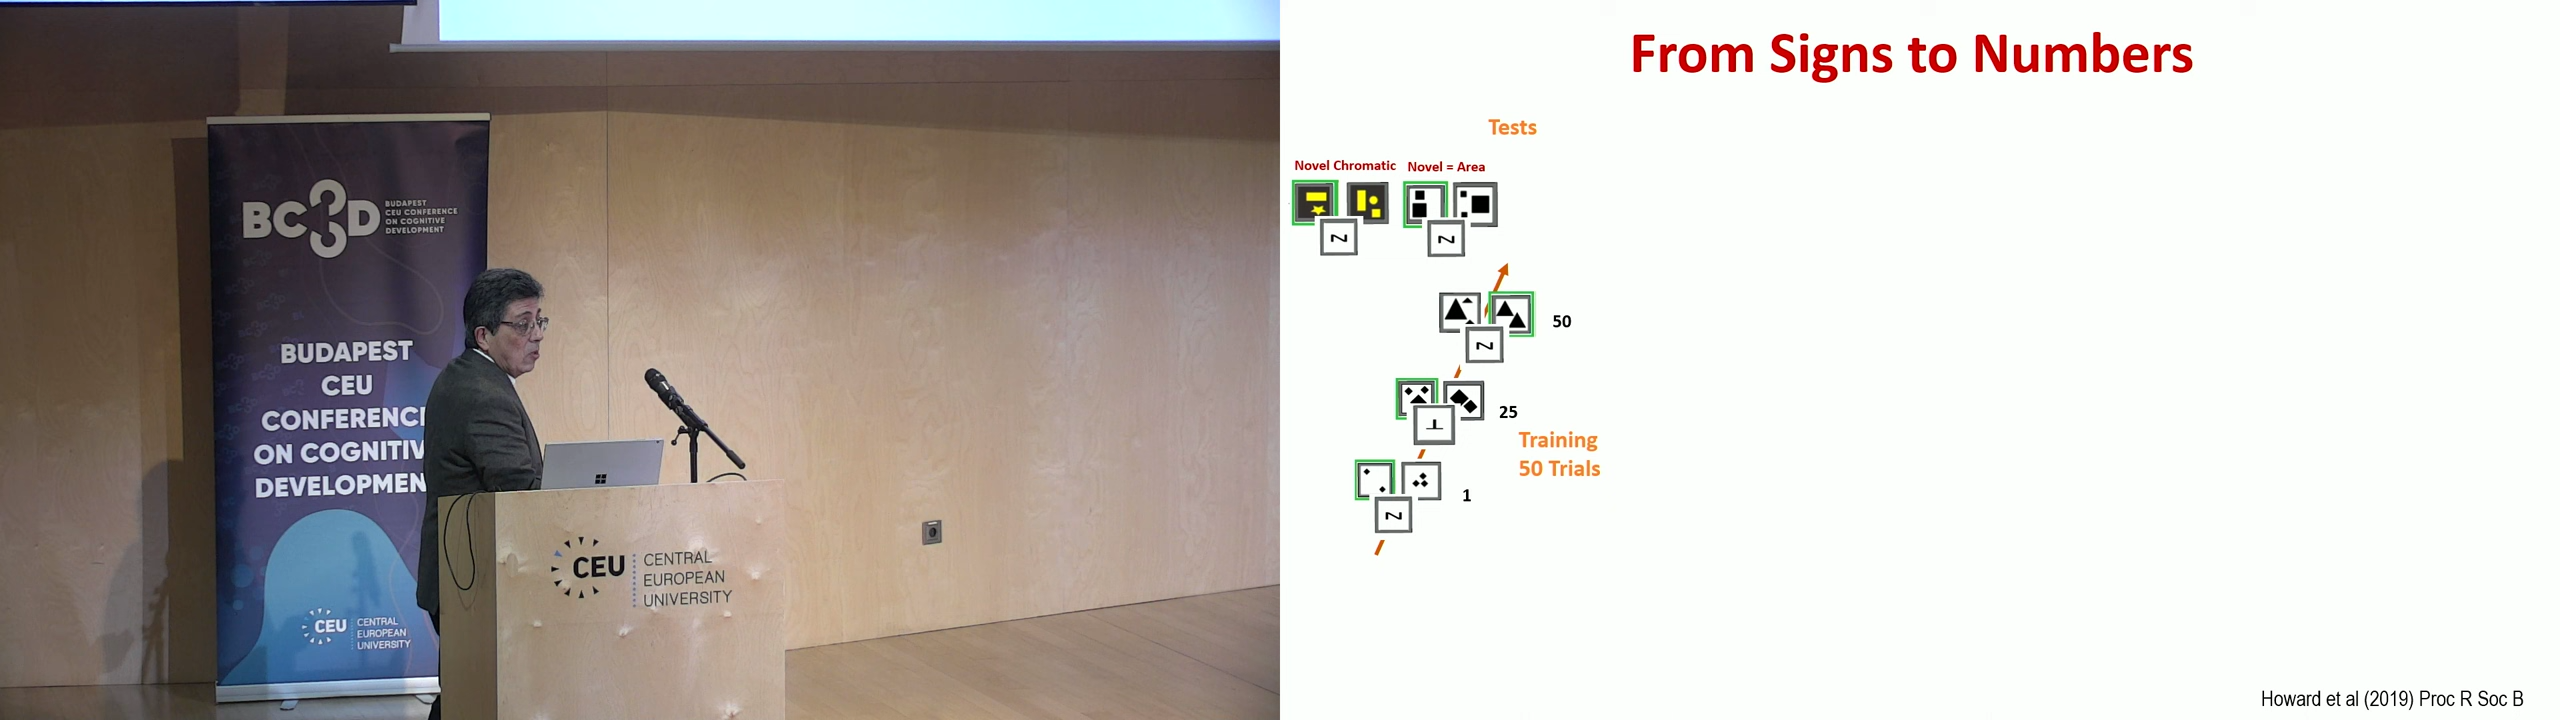 BC3D
BUDAPEST
CEU CONFERENCE
ON COGNITIVE
DEVELOPMENT
BUDAPEST
CEU
CONFERENC
ON COGNITIV
DEVELOPMEN
CEU
CENTRAL
EUROPEAN
UNIVERSITY
CEU
CENTRAL
EUROPEAN
UNIVERSITY
From Signs to Numbers
Tests
Novel Chromatic
Novel = Area
50
25
Training
50 Trials
1
Howard et al (2019) Proc R Soc B